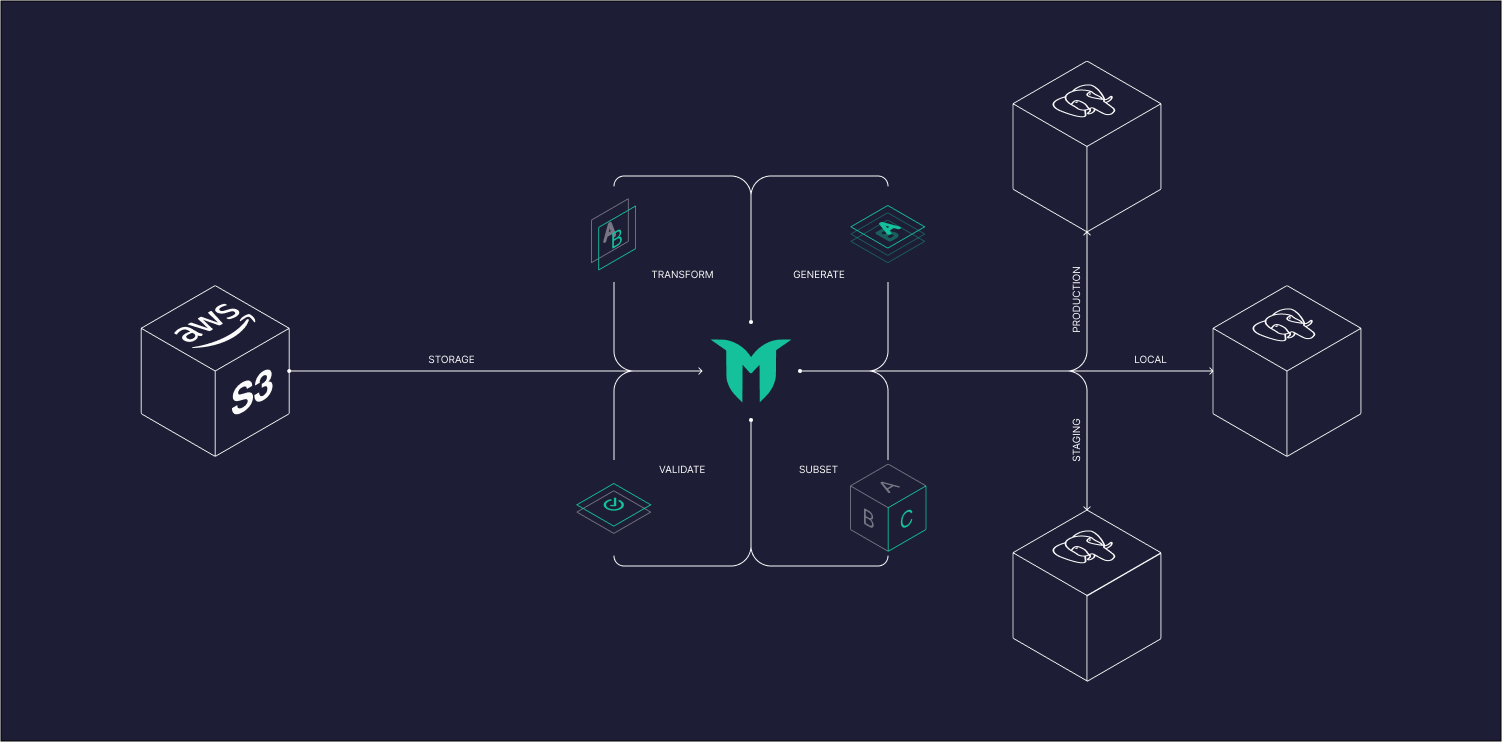 aws
S3
STORAGE
A
B
TRANSFORM
GENERATE
A
B
VALIDATE
SUBSET
A
B
C
PRODUCTION
LOCAL
STAGING